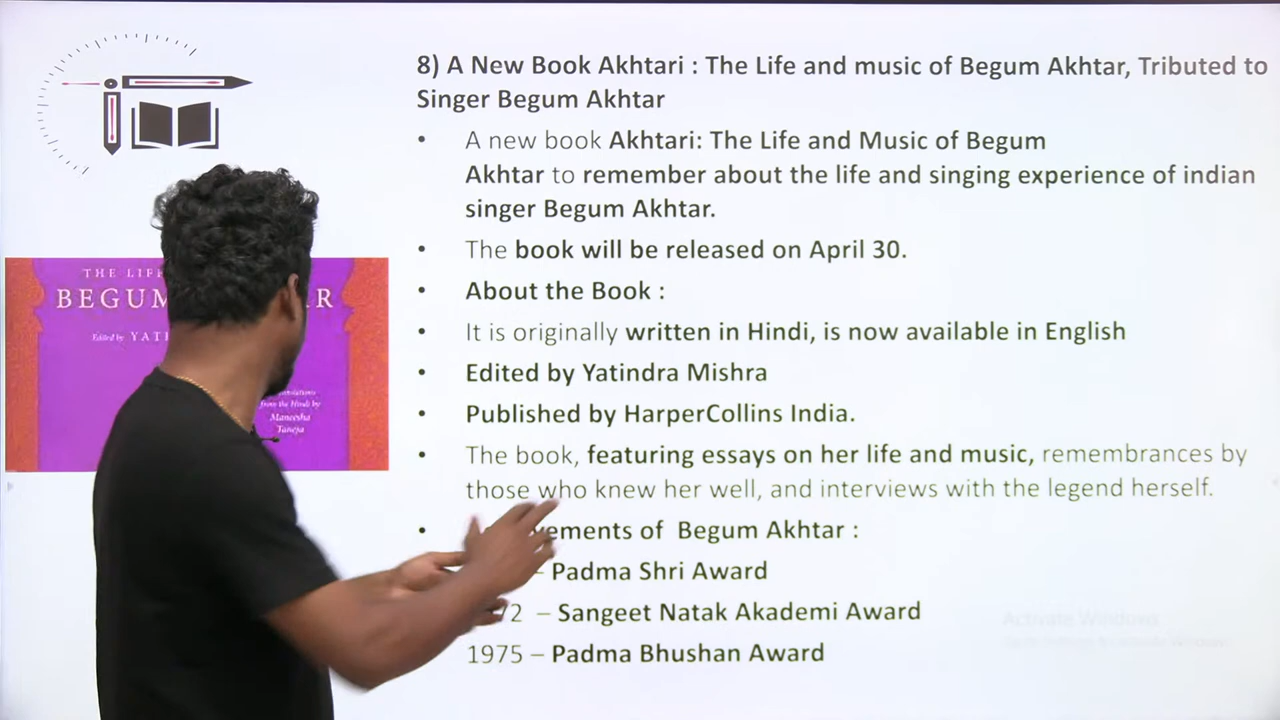 8) A New Book Akhtari : The Life and music of Begum Akhtar, Tributed to
Singer Begum Akhtar
• A new book Akhtari: The Life and Music of Begum
Akhtar to remember about the life and singing experience of indian
singer Begum Akhtar.
• The book will be released on April 30.
• About the Book :
• It is originally written in Hindi, is now available in English
• Edited by Yatindra Mishra
• Published by HarperCollins India.
• The book, featuring essays on her life and music, remembrances by
those who knew her well, and interviews with the legend herself.
• of Begum Akhtar :
– Padma Shri Award
– Sangeet Natak Akademi Award
1975 – Padma Bhushan Award
THE
BEGUM
Edited by
from the Hindi by
Maneesha
Taneja
Activate Windows